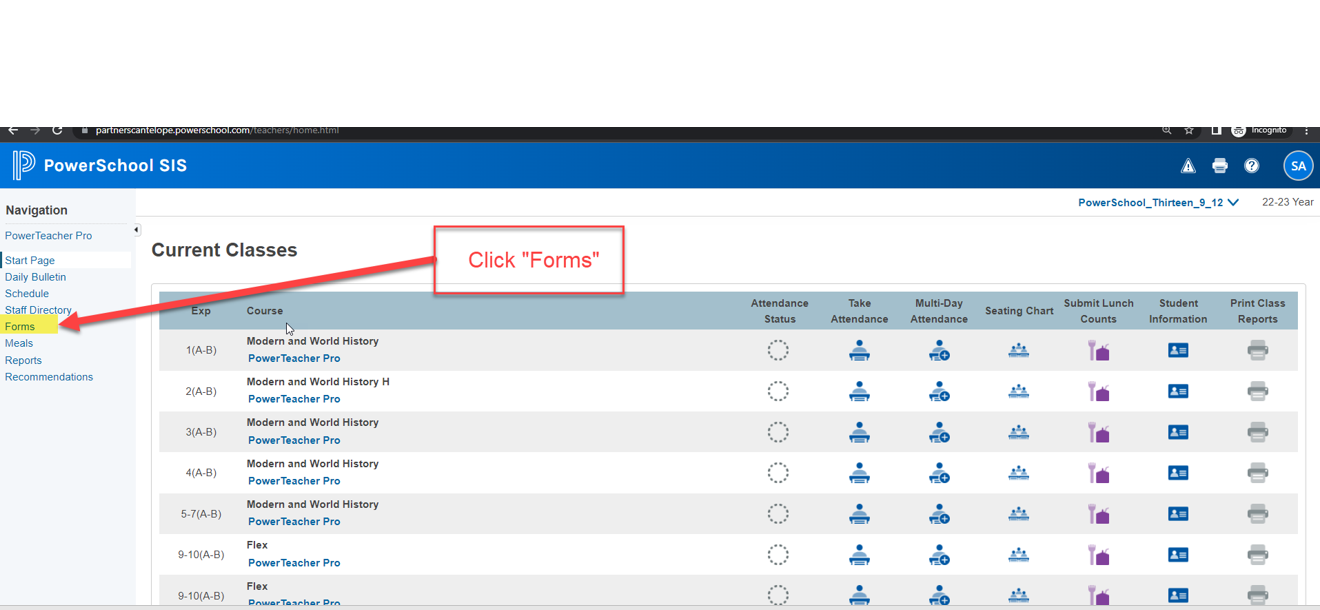 partnerscantelope.powerschool.com/teachers/home.html
Incognito
PowerSchool SIS
SA
PowerSchool_Thirteen_9_12
22-23 Year
Navigation
PowerTeacher Pro
Start Page
Daily Bulletin
Schedule
Staff Directory
Forms
Meals
Reports
Recommendations
Current Classes
Click "Forms"
Exp
Course
Attendance
Status
Take
Attendance
Multi-Day
Attendance
Seating Chart
Submit Lunch
Counts
Student
Information
Print Class
Reports
1(A-B)
Modern and World History
PowerTeacher Pro
2(A-B)
Modern and World History H
PowerTeacher Pro
3(A-B)
Modern and World History
PowerTeacher Pro
4(A-B)
Modern and World History
PowerTeacher Pro
5-7(A-B)
Modern and World History
PowerTeacher Pro
9-10(A-B)
Flex
PowerTeacher Pro
9-10(A-B)
Flex
PowerTeacher Pro